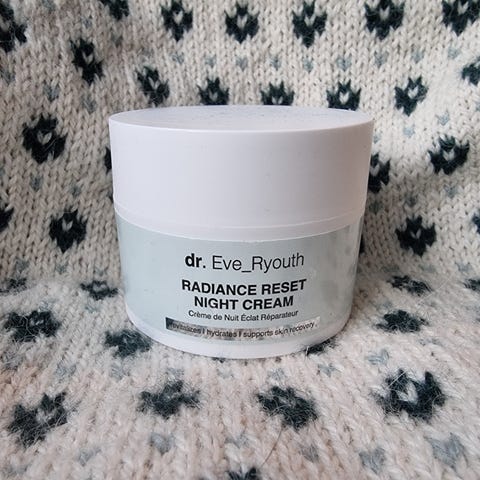 dr. Eve_Ryouth
RADIANCE RESET
NIGHT CREAM
Crème de Nuit Éclat Réparateur
Revitalizes | hydrates | supports skin recovery